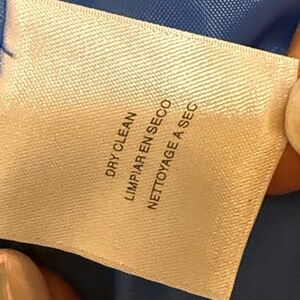 DRY CLEAN
LIMPIAR EN SECO
NETTOYAGE A SEC